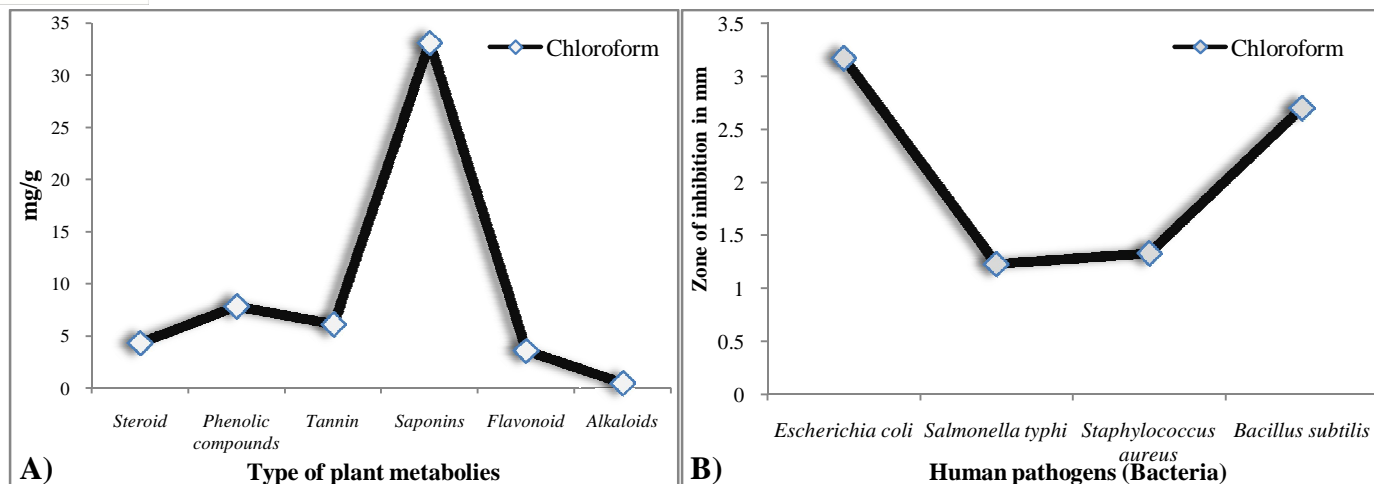 35
30
25
20
15
10
5
0
mg/g
Chloroform
Steroid
Phenolic
compounds
Tannin
Saponins
Flavonoid
Alkaloids
A)
Type of plant metabolies
3.5
3
2.5
2
1.5
1
0.5
0
Zone of inhibition in mm
Chloroform
Escherichia coli
Salmonella typhi
Staphylococcus
aureus
Bacillus subtilis
B)
Human pathogens (Bacteria)